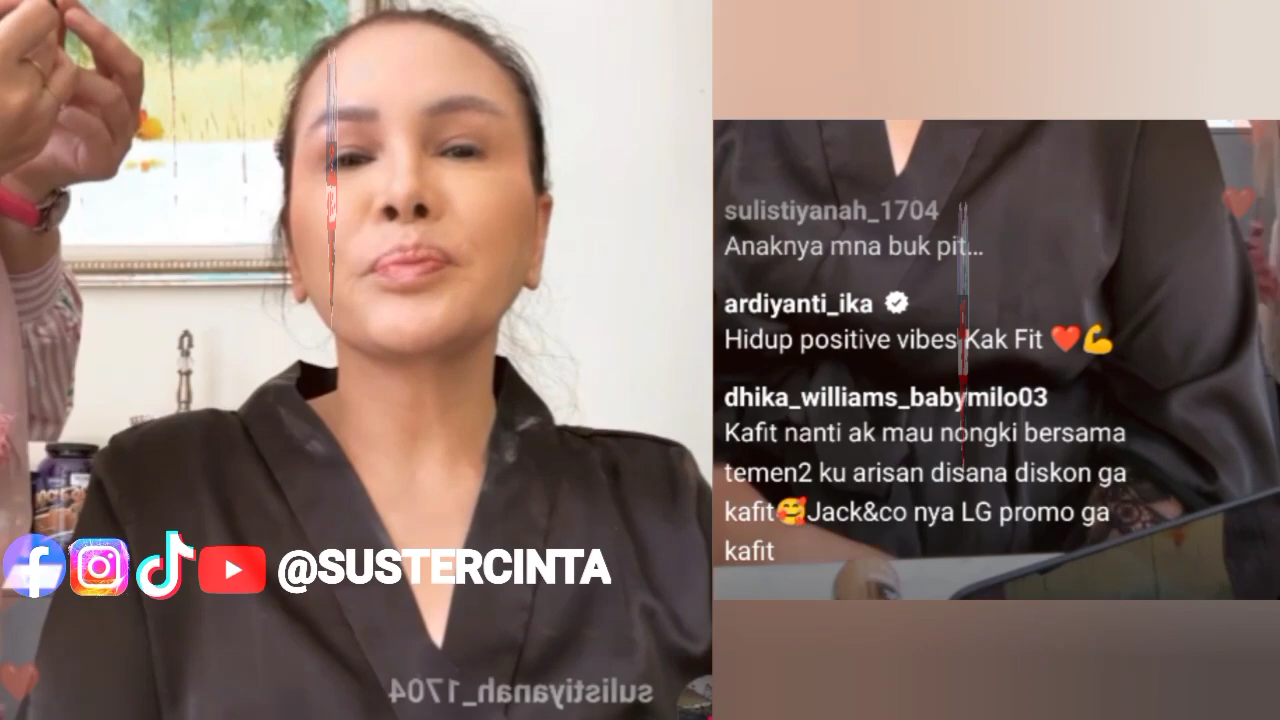 @SUSTERCINTA
sulistiyanah_1704
sulistiyanah_1704
Anaknya mna buk pit...
ardiyanti_ika
Hidup positive vibes Kak Fit ❤️💪
dhika_williams_babymilo03
Kafit nanti ak mau nongki bersama
temen2 ku arisan disana diskon ga
kafit🥰Jack&co nya LG promo ga
kafit